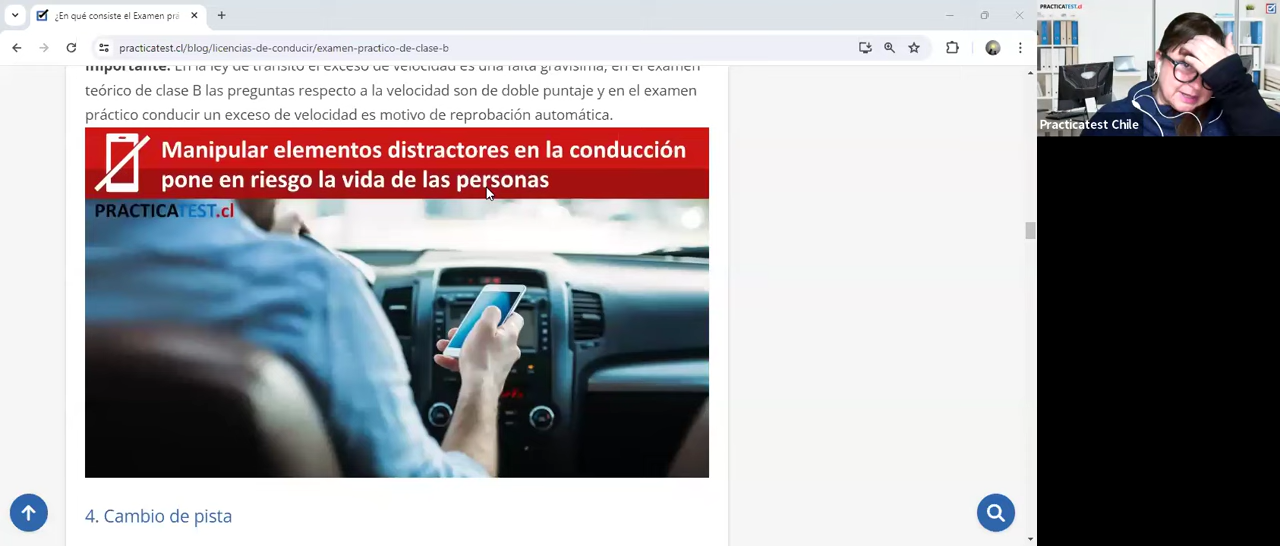 ¿En qué consiste el Examen prá
practicatest.cl/blog/licencias-de-conducir/examen-practico-de-clase-b
PRACTICATEST.cl
Practicatest Chile
Importante: En la ley de tránsito el exceso de velocidad es una falta gravísima, en el examen
teórico de clase B las preguntas respecto a la velocidad son de doble puntaje y en el examen
práctico conducir un exceso de velocidad es motivo de reprobación automática.
Manipular elementos distractores en la conducción
pone en riesgo la vida de las personas
PRACTICATEST.cl
4. Cambio de pista